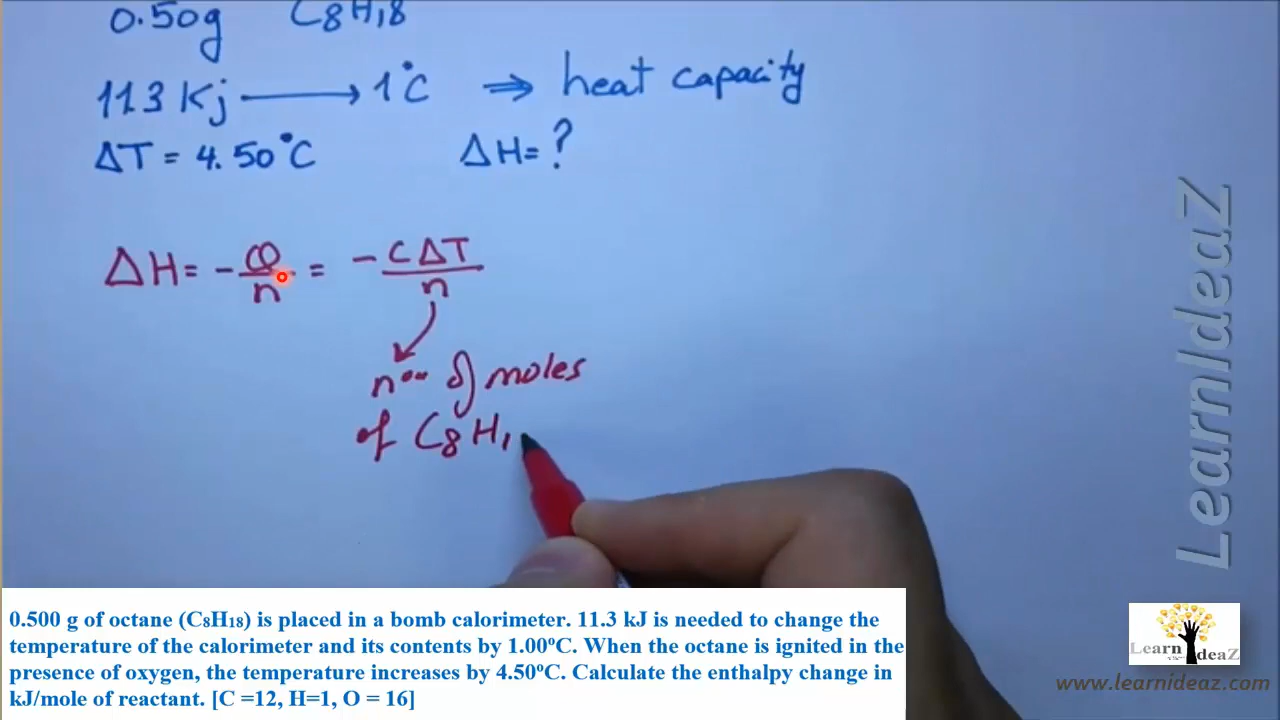 0.50g C8H18
11.3 Kj → 1°C ⇒ heat capacity
ΔT = 4.50°C ΔH= ?
ΔH = - Q/n = - CΔT/n
of moles
of C8H1
0.500 g of octane (C₈H₁₈) is placed in a bomb calorimeter. 11.3 kJ is needed to change the
temperature of the calorimeter and its contents by 1.00ºC. When the octane is ignited in the
presence of oxygen, the temperature increases by 4.50ºC. Calculate the enthalpy change in
kJ/mole of reactant. [C =12, H=1, O = 16]
LearnIdeaZ
Learn IdeaZ
www.learnideaz.com